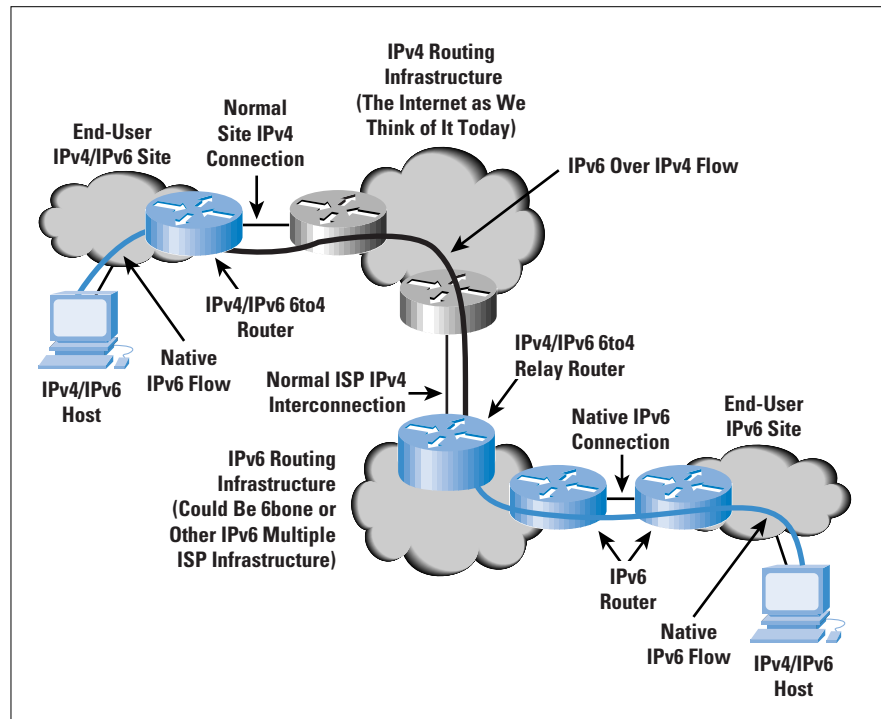 IPv4 Routing
Infrastructure
(The Internet as We
Think of It Today)
Normal
Site IPv4
Connection
End-User
IPv4/IPv6 Site
IPv6 Over IPv4 Flow
IPv4/IPv6 6to4
Router
Native
IPv6 Flow
IPv4/IPv6
Host
Normal ISP IPv4
Interconnection
IPv4/IPv6 6to4
Relay Router
Native IPv6
Connection
End-User
IPv6 Site
IPv6 Routing
Infrastructure
(Could Be 6bone or
Other IPv6 Multiple
ISP Infrastructure)
IPv6
Router
Native
IPv6 Flow
IPv4/IPv6
Host